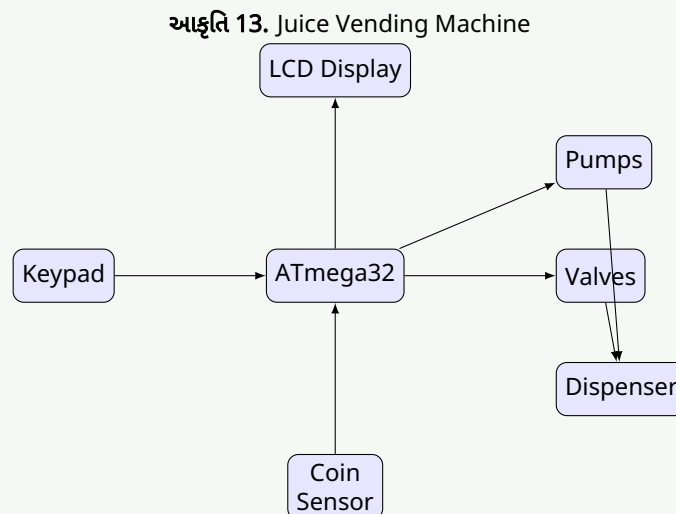 આકૃતિ 13. Juice Vending Machine
LCD Display
Pumps
Keypad
ATmega32
Valves
Dispenser
Coin
Sensor